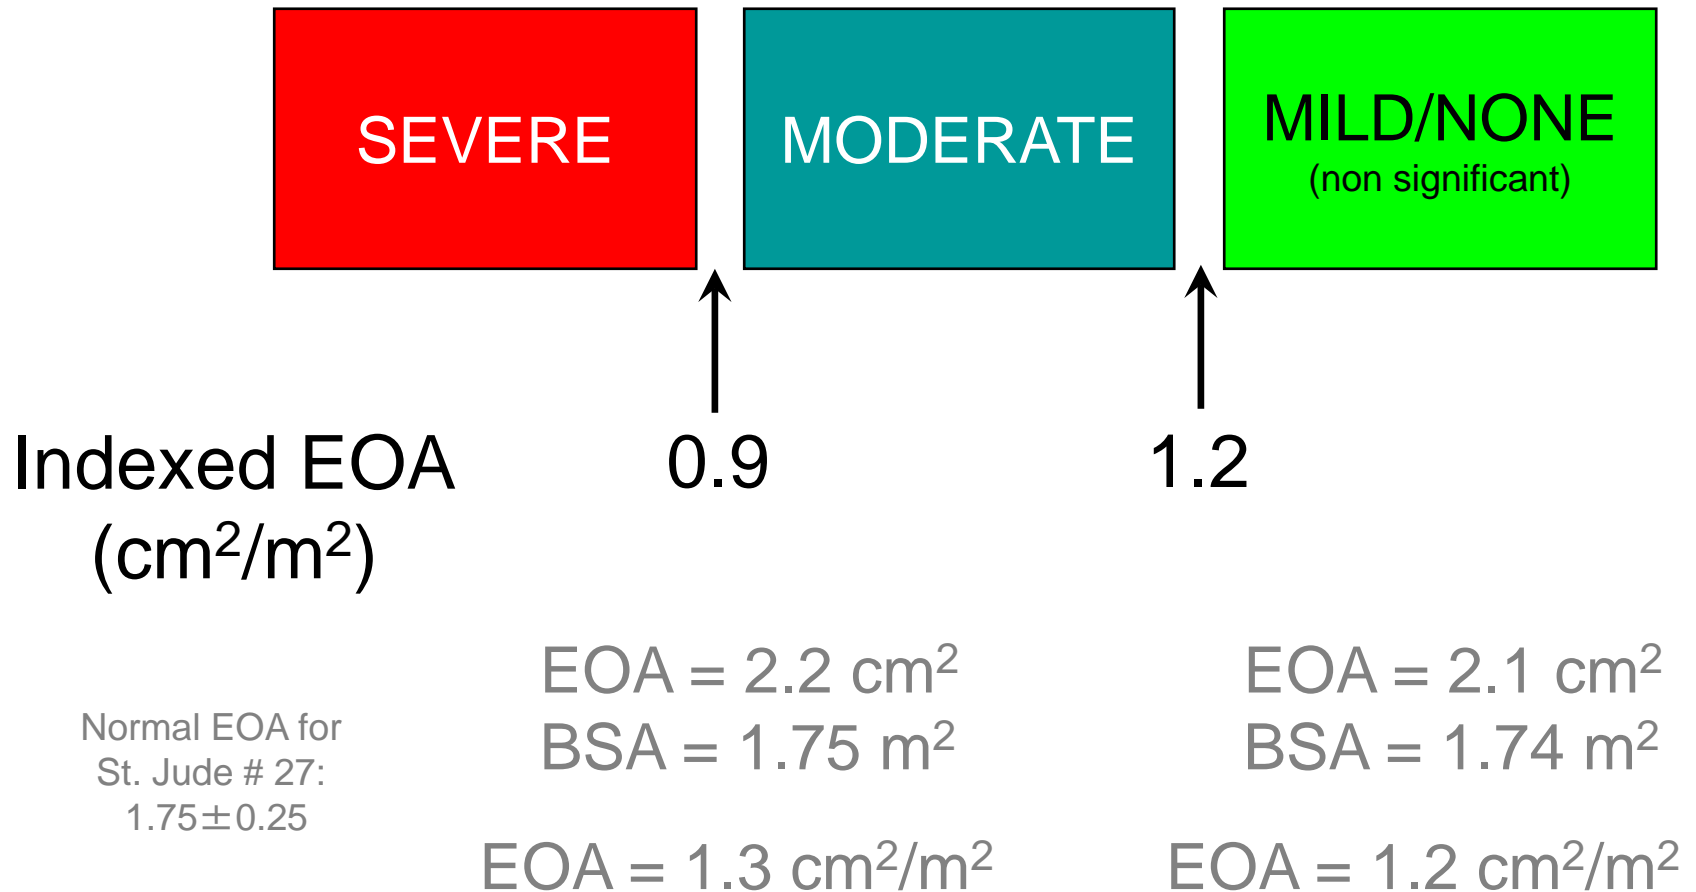 SEVERE
MODERATE
MILD/NONE
(non significant)
Indexed EOA
(cm²/m²)
0.9
1.2
Normal EOA for
St. Jude # 27:
1.75±0.25
EOA = 2.2 cm²
BSA = 1.75 m²
EOA = 1.3 cm²/m²
EOA = 2.1 cm²
BSA = 1.74 m²
EOA = 1.2 cm²/m²